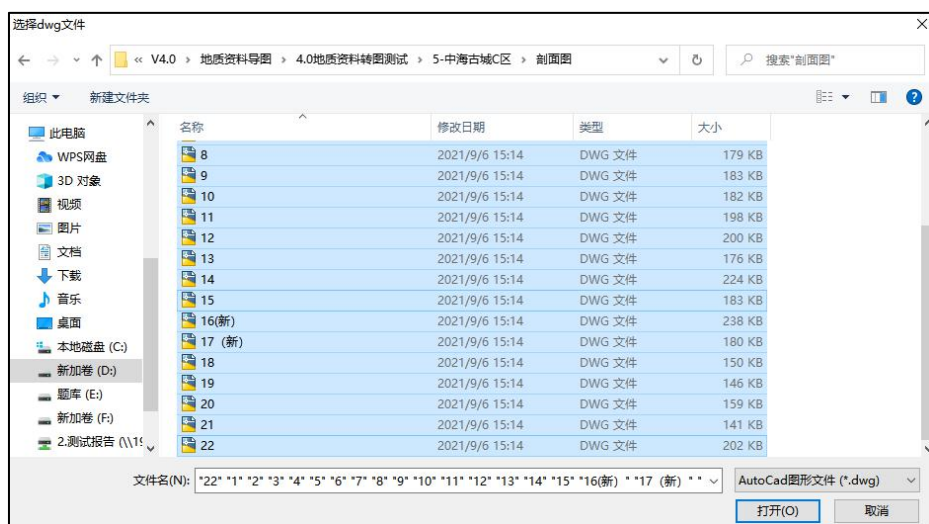 选择dwg文件
« V4.0 › 地质资料导图 › 4.0地质资料转图测试 › 5-中海古城C区 › 剖面图
搜索"剖面图"
组织 新建文件夹
名称 修改日期 类型 大小
此电脑
WPS网盘
3D 对象
视频
图片
文档
下载
音乐
桌面
本地磁盘 (C:)
新加卷 (D:)
题库 (E:)
新加卷 (F:)
2.测试报告 (\\19
8 2021/9/6 15:14 DWG 文件 179 KB
9 2021/9/6 15:14 DWG 文件 183 KB
10 2021/9/6 15:14 DWG 文件 182 KB
11 2021/9/6 15:14 DWG 文件 198 KB
12 2021/9/6 15:14 DWG 文件 200 KB
13 2021/9/6 15:14 DWG 文件 176 KB
14 2021/9/6 15:14 DWG 文件 224 KB
15 2021/9/6 15:14 DWG 文件 183 KB
16(新) 2021/9/6 15:14 DWG 文件 238 KB
17（新） 2021/9/6 15:14 DWG 文件 180 KB
18 2021/9/6 15:14 DWG 文件 150 KB
19 2021/9/6 15:14 DWG 文件 146 KB
20 2021/9/6 15:14 DWG 文件 159 KB
21 2021/9/6 15:14 DWG 文件 141 KB
22 2021/9/6 15:14 DWG 文件 202 KB
文件名(N): "22" "1" "2" "3" "4" "5" "6" "7" "8" "9" "10" "11" "12" "13" "14" "15" "16(新) " "17（新）" "
AutoCad图形文件 (*.dwg)
打开(O) 取消